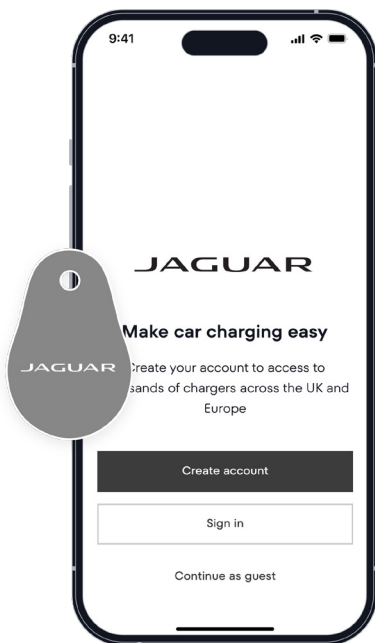 9:41
JAGUAR
JAGUAR
Make car charging easy
Create your account to access to
sands of chargers across the UK and
Europe
Create account
Sign in
Continue as guest